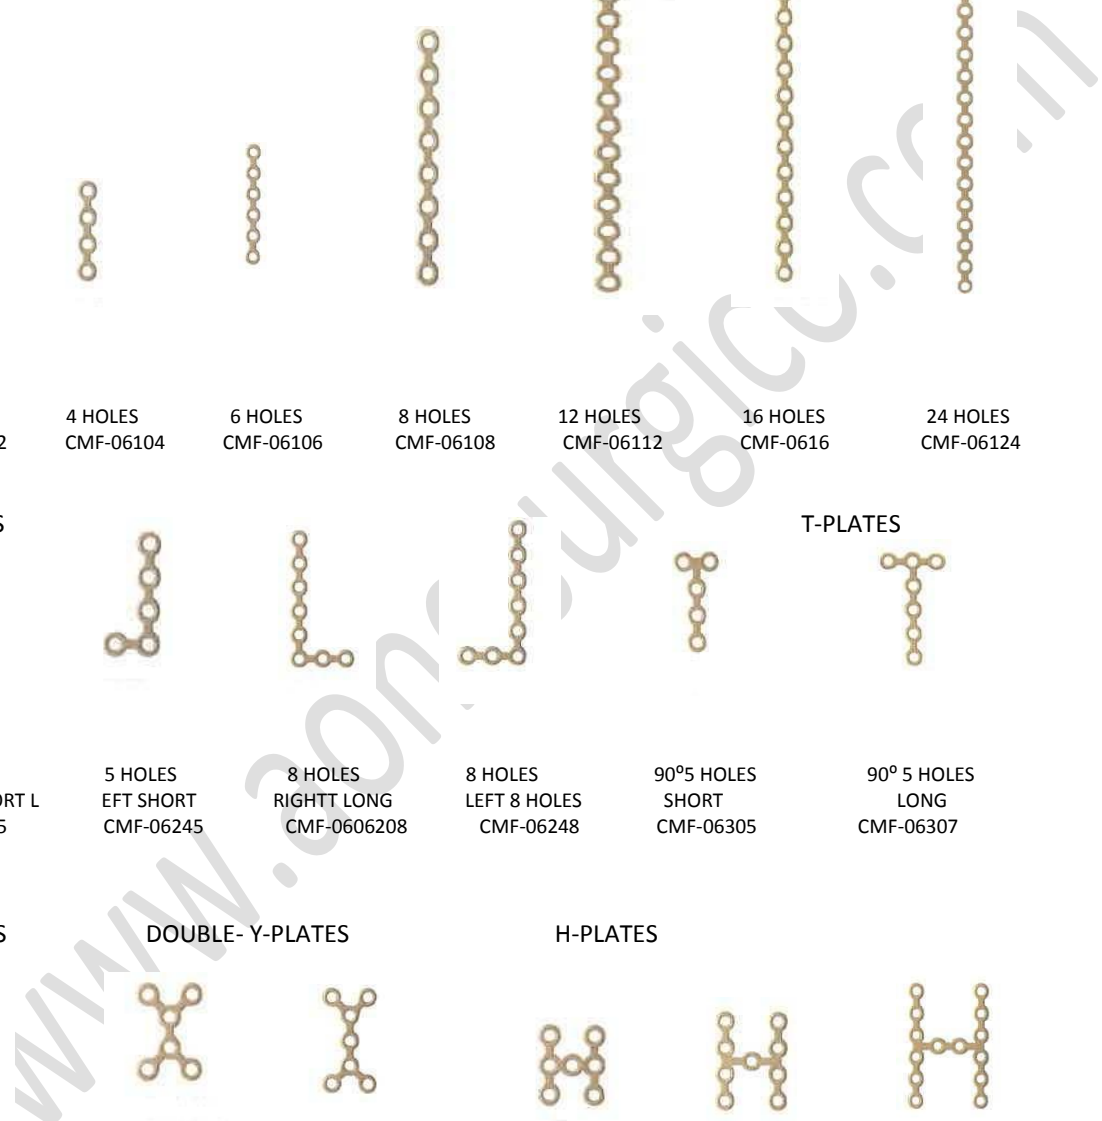 4 HOLES 6 HOLES 8 HOLES 12 HOLES 16 HOLES 24 HOLES
2 CMF-06104 CMF-06106 CMF-06108 CMF-06112 CMF-0616 CMF-06124
S T-PLATES
5 HOLES 8 HOLES 8 HOLES 90⁰5 HOLES 90⁰ 5 HOLES
ORT L EFT SHORT RIGHTT LONG LEFT 8 HOLES SHORT LONG
5 CMF-06245 CMF-0606208 CMF-06248 CMF-06305 CMF-06307
S DOUBLE- Y-PLATES H-PLATES